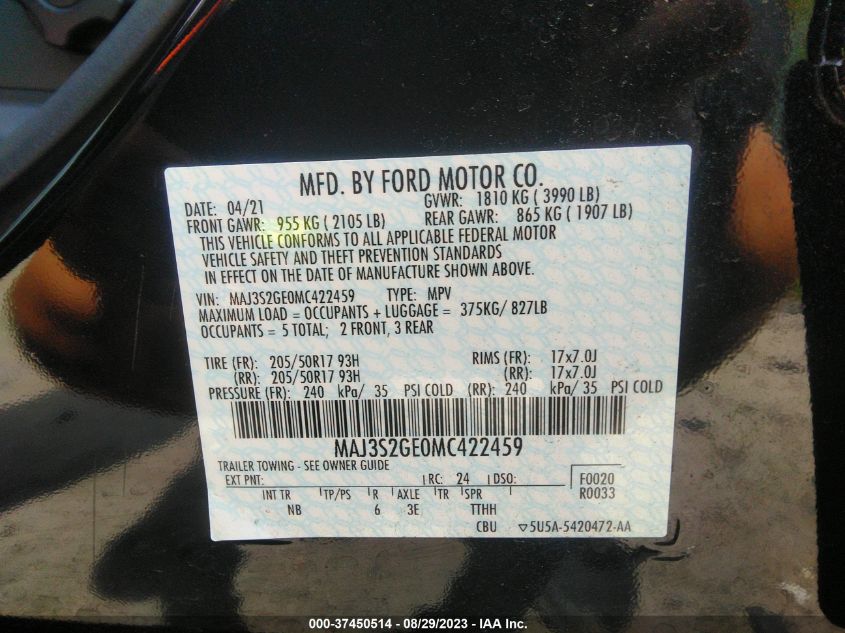 MFD. BY FORD MOTOR CO.
DATE: 04/21 GVWR: 1810 KG ( 3990 LB)
FRONT GAWR: 955 KG ( 2105 LB) REAR GAWR: 865 KG ( 1907 LB)
THIS VEHICLE CONFORMS TO ALL APPLICABLE FEDERAL MOTOR
VEHICLE SAFETY AND THEFT PREVENTION STANDARDS
IN EFFECT ON THE DATE OF MANUFACTURE SHOWN ABOVE.
VIN: MAJ3S2GE0MC422459 TYPE: MPV
MAXIMUM LOAD = OCCUPANTS + LUGGAGE = 375KG/ 827LB
OCCUPANTS = 5 TOTAL; 2 FRONT, 3 REAR
TIRE (FR): 205/50R17 93H RIMS (FR): 17x7.0J
(RR): 205/50R17 93H (RR): 17x7.0J
PRESSURE (FR): 240 kPa/ 35 PSI COLD (RR): 240 kPa/ 35 PSI COLD
MAJ3S2GE0MC422459
TRAILER TOWING - SEE OWNER GUIDE
EXT PNT: RC: 24 DSO: F0020
R0033
INT TR TP/PS R AXLE TR SPR
NB 6 3E TTHH
CBU ▽5U5A-5420472-AA
000-37450514 - 08/29/2023 - IAA Inc.